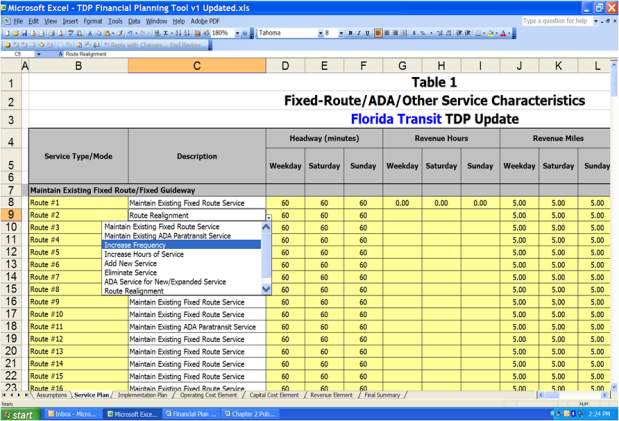 Microsoft Excel - TDP Financial Planning Tool v1 Updated.xls
File Edit View Insert Format Tools Data Window Help Adobe PDF
Type a question for help
180% Tahoma 8 B I U
Reply with Changes... End Review...
C9 fx Route Realignment
A B C D E F G H I J K L
1 Table 1
2 Fixed-Route/ADA/Other Service Characteristics
3 Florida Transit TDP Update
4 Headway (minutes) Revenue Hours Revenue Miles
Service Type/Mode Description
5 Weekday Saturday Sunday Weekday Saturday Sunday Weekday Saturday Sunday
6
7 Maintain Existing Fixed Route/Fixed Guideway
8 Route #1 Maintain Existing Fixed Route Service 60 60 60 0.00 0.00 0.00 5.00 5.00 5.00
9 Route #2 Route Realignment 60 60 60 5.00 5.00 5.00
10 Route #3 Maintain Existing Fixed Route Service 60 60 60 5.00 5.00 5.00
Maintain Existing ADA Paratransit Service
11 Route #4 Increase Frequency 60 60 60 5.00 5.00 5.00
12 Route #5 Increase Hours of Service 60 60 60 5.00 5.00 5.00
13 Route #6 Add New Service 60 60 60 5.00 5.00 5.00
14 Route #7 Eliminate Service 60 60 60 5.00 5.00 5.00
ADA Service for New/Expanded Service
15 Route #8 Route Realignment 60 60 60 5.00 5.00 5.00
16 Route #9 Maintain Existing Fixed Route Service 60 60 60 5.00 5.00 5.00
17 Route #10 Maintain Existing Fixed Route Service 60 60 60 5.00 5.00 5.00
18 Route #11 Maintain Existing ADA Paratransit Service 60 60 60 5.00 5.00 5.00
19 Route #12 Maintain Existing Fixed Route Service 60 60 60 5.00 5.00 5.00
20 Route #13 Maintain Existing Fixed Route Service 60 60 60 5.00 5.00 5.00
21 Route #14 Maintain Existing Fixed Route Service 60 60 60 5.00 5.00 5.00
22 Route #15 Maintain Existing Fixed Route Service 60 60 60 5.00 5.00 5.00
23 Route #16 Maintain Existing Fixed Route Service 60 60 60 5.00 5.00 5.00
Assumptions Service Plan Implementation Plan Operating Cost Element Capital Cost Element Revenue Element Final Summary
Ready NUM
start Inbox - Micro... Microsoft Exce... Financial Plan ... Chapter 2 Pub... 2:24 PM